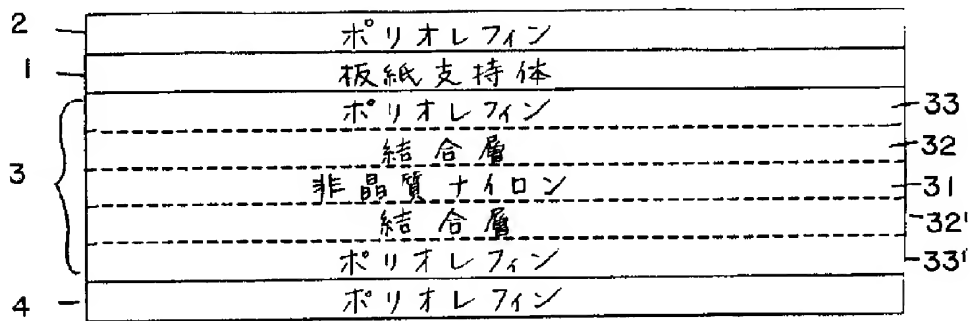 2 ポリオレフィン
1 板紙支持体
ポリオレフィン 33
結合層 32
3 非晶質ナイロン 31
結合層 32'
ポリオレフィン 33'
4 ポリオレフィン